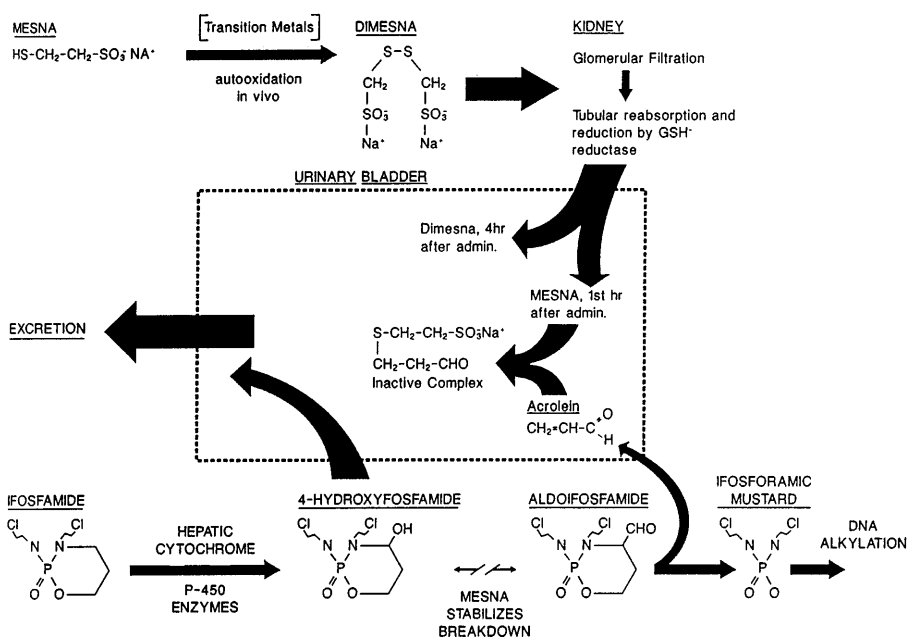 MESNA
HS-CH₂-CH₂-SO₃⁻ NA⁺
[Transition Metals]
autooxidation
in vivo
DIMESNA
S-S
CH₂ CH₂
SO₃⁻ SO₃⁻
Na⁺ Na⁺
KIDNEY
Glomerular Filtration
Tubular reabsorption and
reduction by GSH⁻
reductase
URINARY BLADDER
Dimesna, 4hr
after admin.
MESNA, 1st hr
after admin.
EXCRETION
S-CH₂-CH₂-SO₃⁻Na⁺
CH₂-CH₂-CHO
Inactive Complex
Acrolein
O
CH₂=CH-C
H
IFOSFAMIDE
Cl Cl
N N
P
O O
HEPATIC
CYTOCHROME
P-450
ENZYMES
4-HYDROXYFOSFAMIDE
Cl Cl OH
N N
P
O O
MESNA
STABILIZES
BREAKDOWN
ALDOIFOSFAMIDE
Cl Cl CHO
N N
P
O O
IFOSFORAMIC
MUSTARD
Cl Cl
N N
P
O O
DNA
ALKYLATION